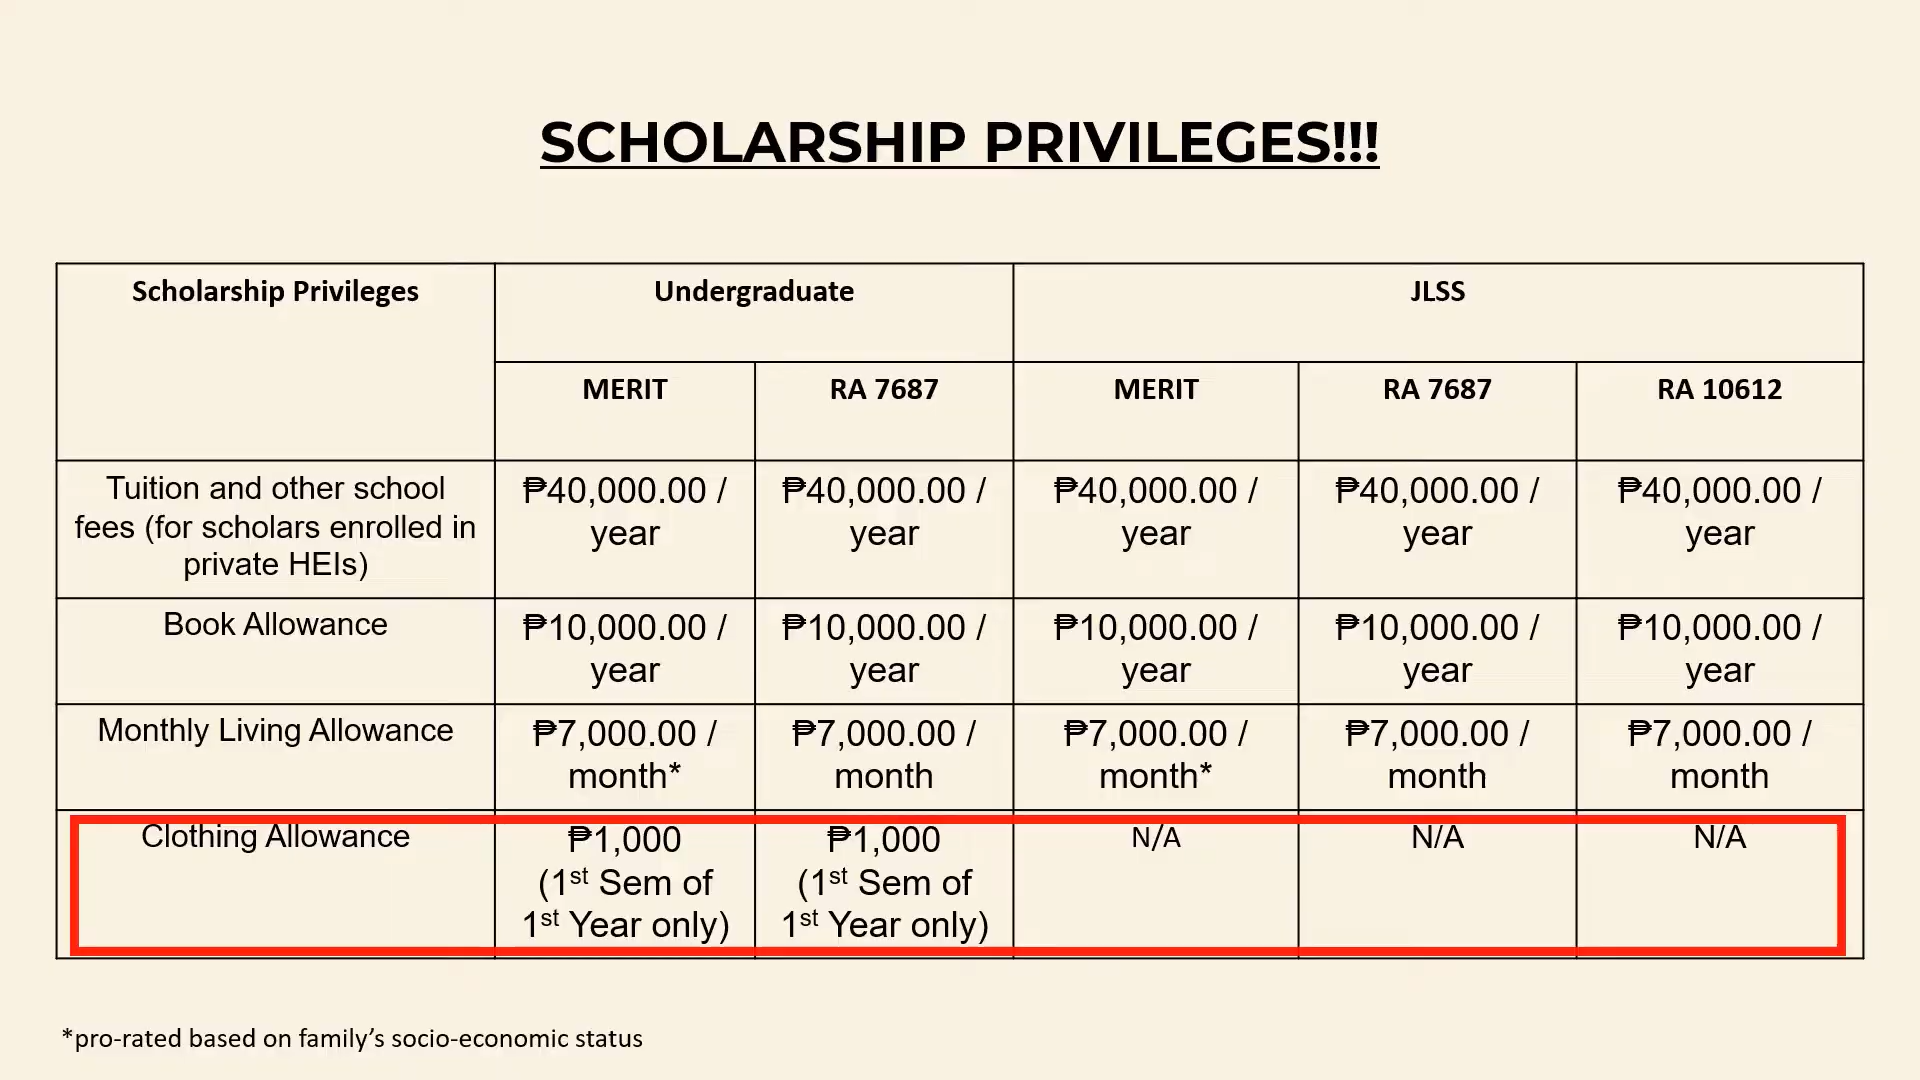 SCHOLARSHIP PRIVILEGES!!!
Scholarship Privileges
Undergraduate
JLSS
MERIT
RA 7687
MERIT
RA 7687
RA 10612
Tuition and other school
fees (for scholars enrolled in
private HEIs)
₱40,000.00 /
year
₱40,000.00 /
year
₱40,000.00 /
year
₱40,000.00 /
year
₱40,000.00 /
year
Book Allowance
₱10,000.00 /
year
₱10,000.00 /
year
₱10,000.00 /
year
₱10,000.00 /
year
₱10,000.00 /
year
Monthly Living Allowance
₱7,000.00 /
month*
₱7,000.00 /
month
₱7,000.00 /
month*
₱7,000.00 /
month
₱7,000.00 /
month
Clothing Allowance
₱1,000
(1st Sem of
1st Year only)
₱1,000
(1st Sem of
1st Year only)
N/A
N/A
N/A
*pro-rated based on family’s socio-economic status